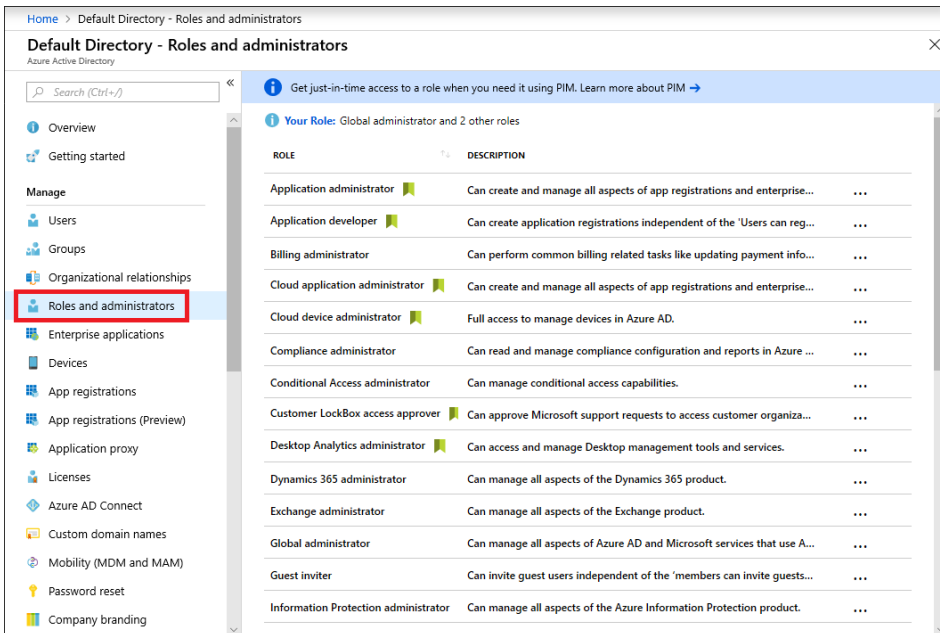 Home > Default Directory - Roles and administrators
Default Directory - Roles and administrators
Azure Active Directory
Search (Ctrl+/)
Overview
Getting started
Manage
Users
Groups
Organizational relationships
Roles and administrators
Enterprise applications
Devices
App registrations
App registrations (Preview)
Application proxy
Licenses
Azure AD Connect
Custom domain names
Mobility (MDM and MAM)
Password reset
Company branding
Get just-in-time access to a role when you need it using PIM. Learn more about PIM →
Your Role: Global administrator and 2 other roles
ROLE DESCRIPTION
Application administrator Can create and manage all aspects of app registrations and enterprise... ...
Application developer Can create application registrations independent of the 'Users can reg... ...
Billing administrator Can perform common billing related tasks like updating payment info... ...
Cloud application administrator Can create and manage all aspects of app registrations and enterprise... ...
Cloud device administrator Full access to manage devices in Azure AD. ...
Compliance administrator Can read and manage compliance configuration and reports in Azure ... ...
Conditional Access administrator Can manage conditional access capabilities. ...
Customer LockBox access approver Can approve Microsoft support requests to access customer organiza... ...
Desktop Analytics administrator Can access and manage Desktop management tools and services. ...
Dynamics 365 administrator Can manage all aspects of the Dynamics 365 product. ...
Exchange administrator Can manage all aspects of the Exchange product. ...
Global administrator Can manage all aspects of Azure AD and Microsoft services that use A... ...
Guest inviter Can invite guest users independent of the 'members can invite guests... ...
Information Protection administrator Can manage all aspects of the Azure Information Protection product. ...